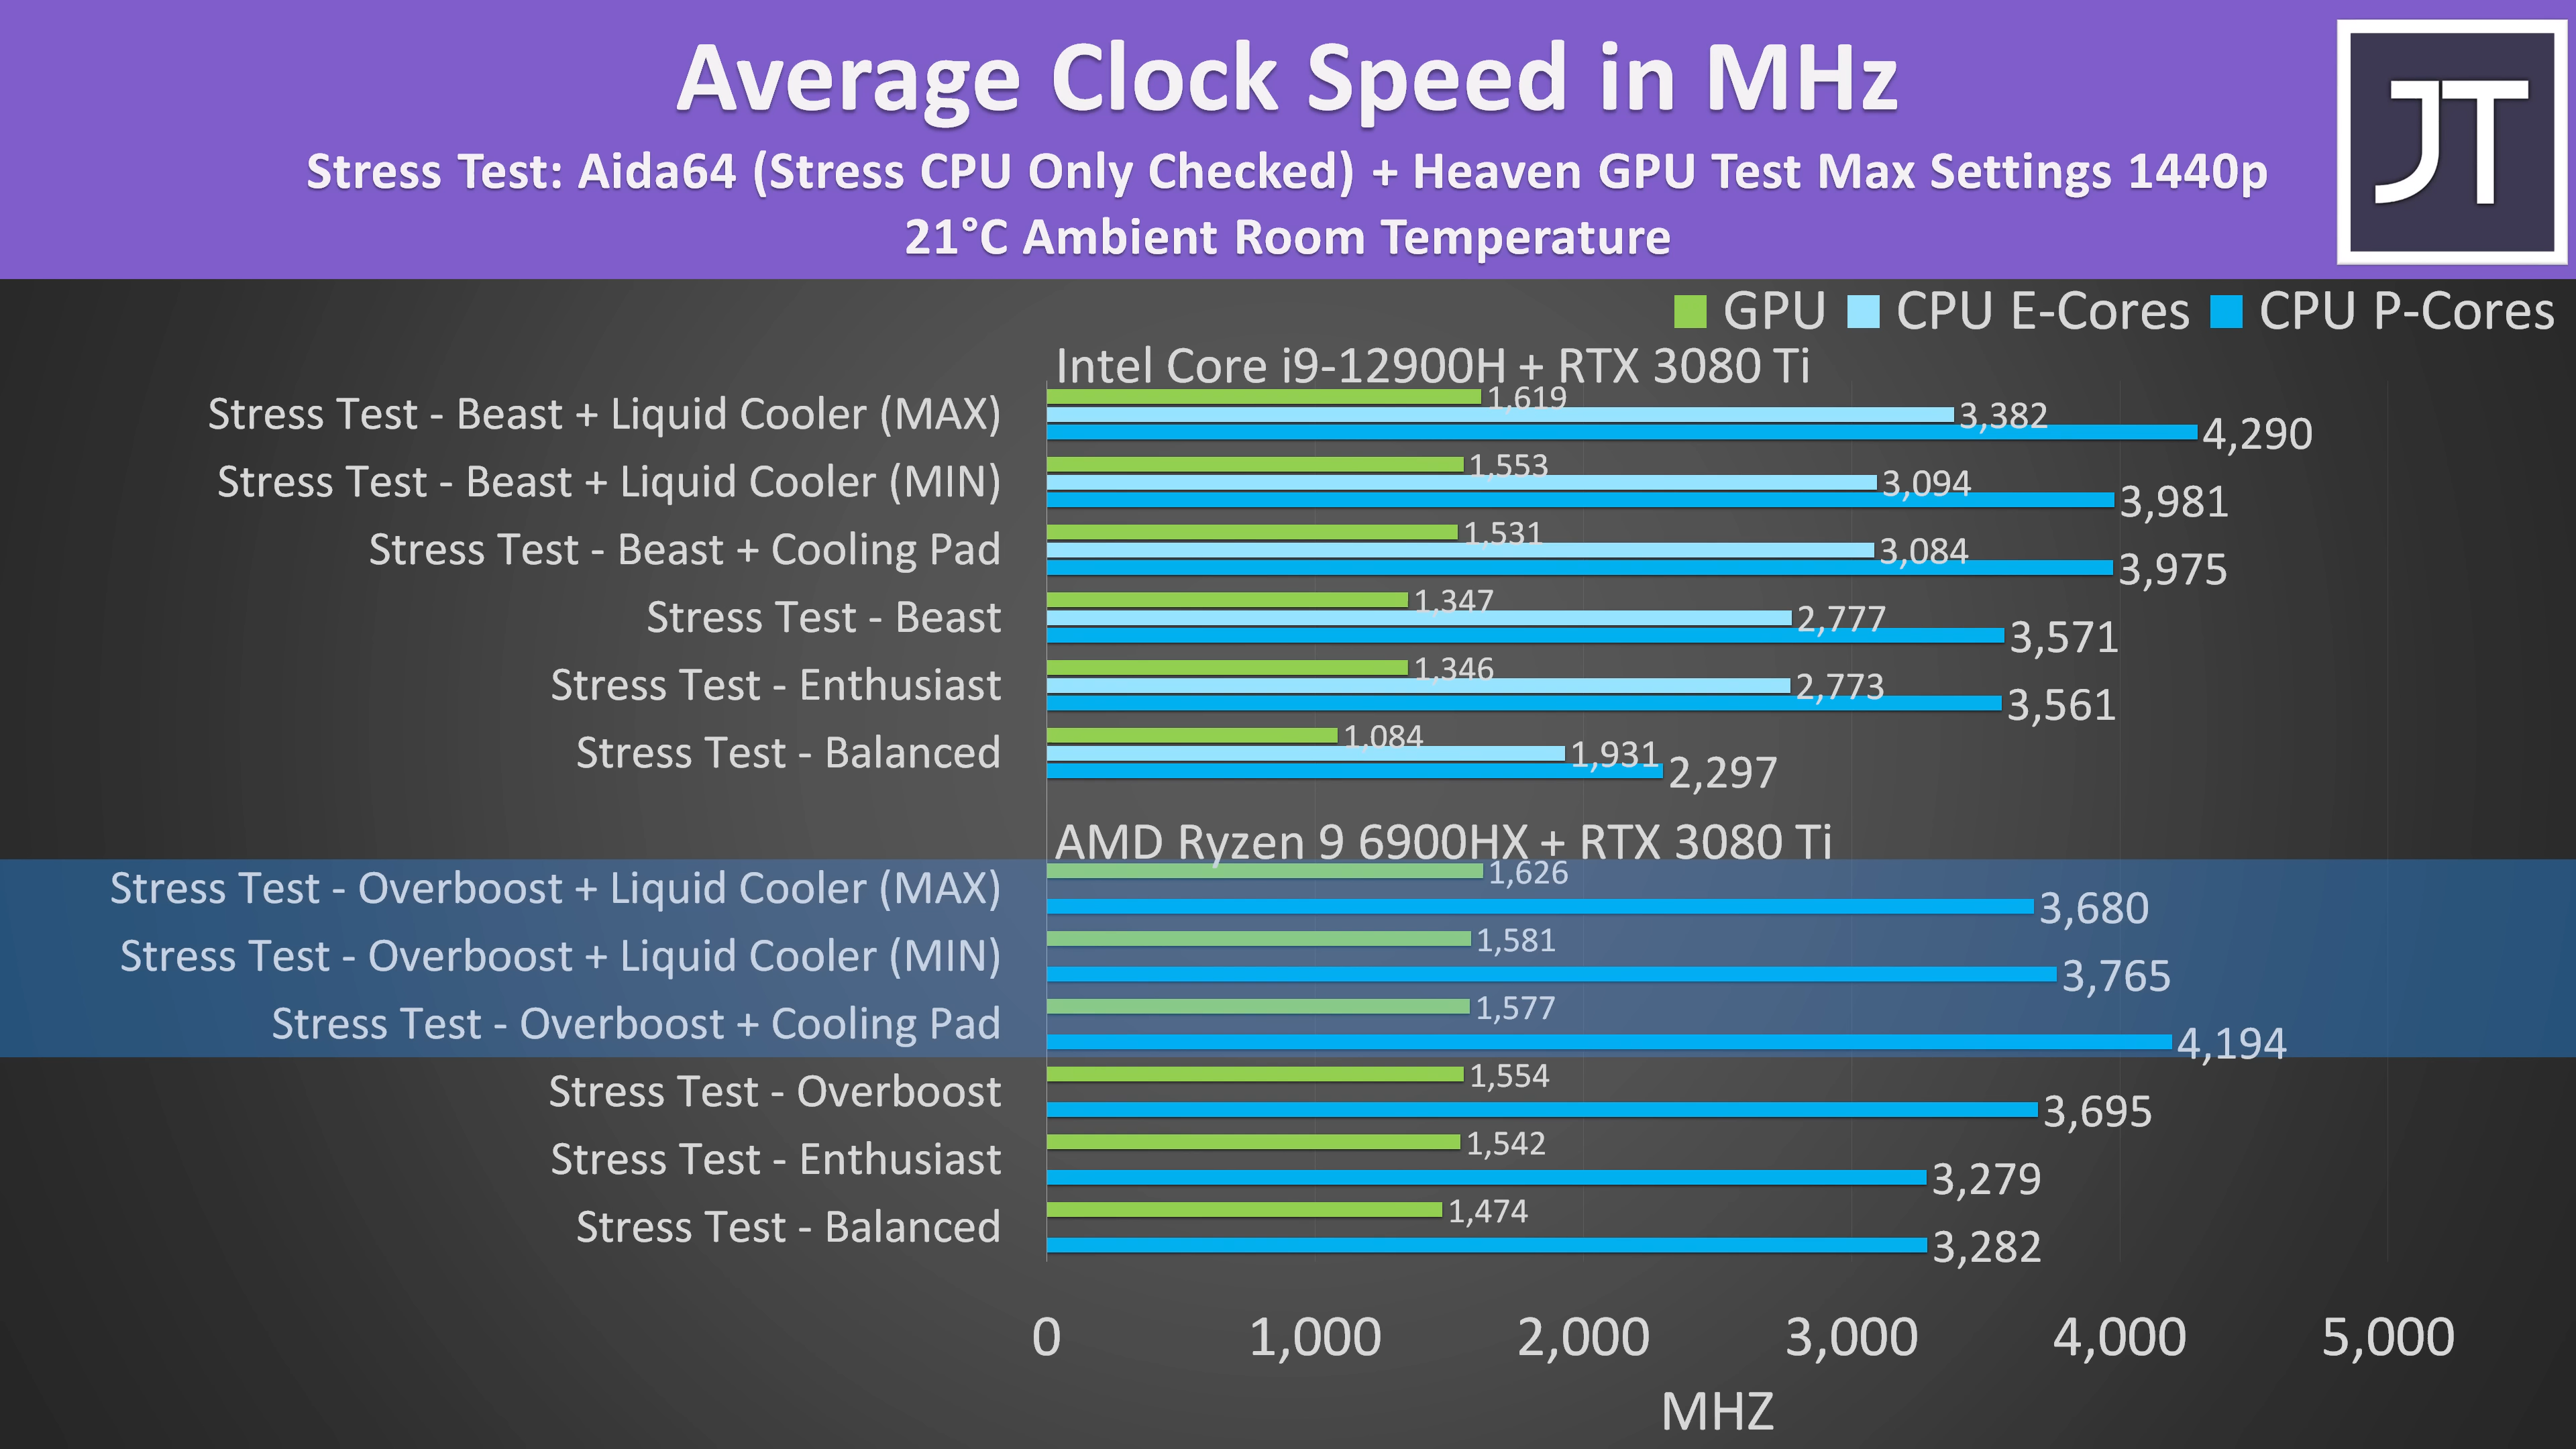 Average Clock Speed in MHz
JT
Stress Test: Aida64 (Stress CPU Only Checked) + Heaven GPU Test Max Settings 1440p
21°C Ambient Room Temperature
GPU CPU E-Cores CPU P-Cores
Intel Core i9-12900H + RTX 3080 Ti
Stress Test - Beast + Liquid Cooler (MAX) 1,619 3,382 4,290
Stress Test - Beast + Liquid Cooler (MIN) 1,553 3,094 3,981
Stress Test - Beast + Cooling Pad 1,531 3,084 3,975
Stress Test - Beast 1,347 2,777 3,571
Stress Test - Enthusiast 1,346 2,773 3,561
Stress Test - Balanced 1,084 1,931 2,297
AMD Ryzen 9 6900HX + RTX 3080 Ti
Stress Test - Overboost + Liquid Cooler (MAX) 1,626 3,680
Stress Test - Overboost + Liquid Cooler (MIN) 1,581 3,765
Stress Test - Overboost + Cooling Pad 1,577 4,194
Stress Test - Overboost 1,554 3,695
Stress Test - Enthusiast 1,542 3,279
Stress Test - Balanced 1,474 3,282
0 1,000 2,000 3,000 4,000 5,000
MHZ